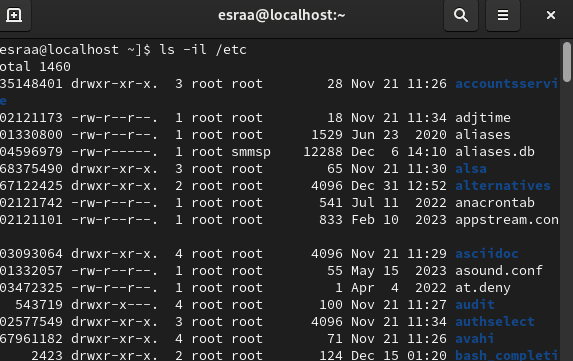 esraa@localhost:~
esraa@localhost ~]$ ls -il /etc
otal 1460
35148401 drwxr-xr-x. 3 root root 28 Nov 21 11:26 accountsservi
e
02121173 -rw-r--r--. 1 root root 18 Nov 21 11:34 adjtime
01330800 -rw-r--r--. 1 root root 1529 Jun 23 2020 aliases
04596979 -rw-r-----. 1 root smmsp 12288 Dec 6 14:10 aliases.db
68375490 drwxr-xr-x. 3 root root 65 Nov 21 11:30 alsa
67122425 drwxr-xr-x. 2 root root 4096 Dec 31 12:52 alternatives
02121742 -rw-r--r--. 1 root root 541 Jul 11 2022 anacrontab
02121101 -rw-r--r--. 1 root root 833 Feb 10 2023 appstream.con
03093064 drwxr-xr-x. 4 root root 4096 Nov 21 11:29 asciidoc
01332057 -rw-r--r--. 1 root root 55 May 15 2023 asound.conf
03472325 -rw-r--r--. 1 root root 1 Apr 4 2022 at.deny
543719 drwxr-x---. 4 root root 100 Nov 21 11:27 audit
02577549 drwxr-xr-x. 3 root root 4096 Nov 21 11:34 authselect
67961182 drwxr-xr-x. 4 root root 71 Nov 21 11:26 avahi
2423 drwxr-xr-x. 2 root root 124 Dec 15 01:20 bash_completi